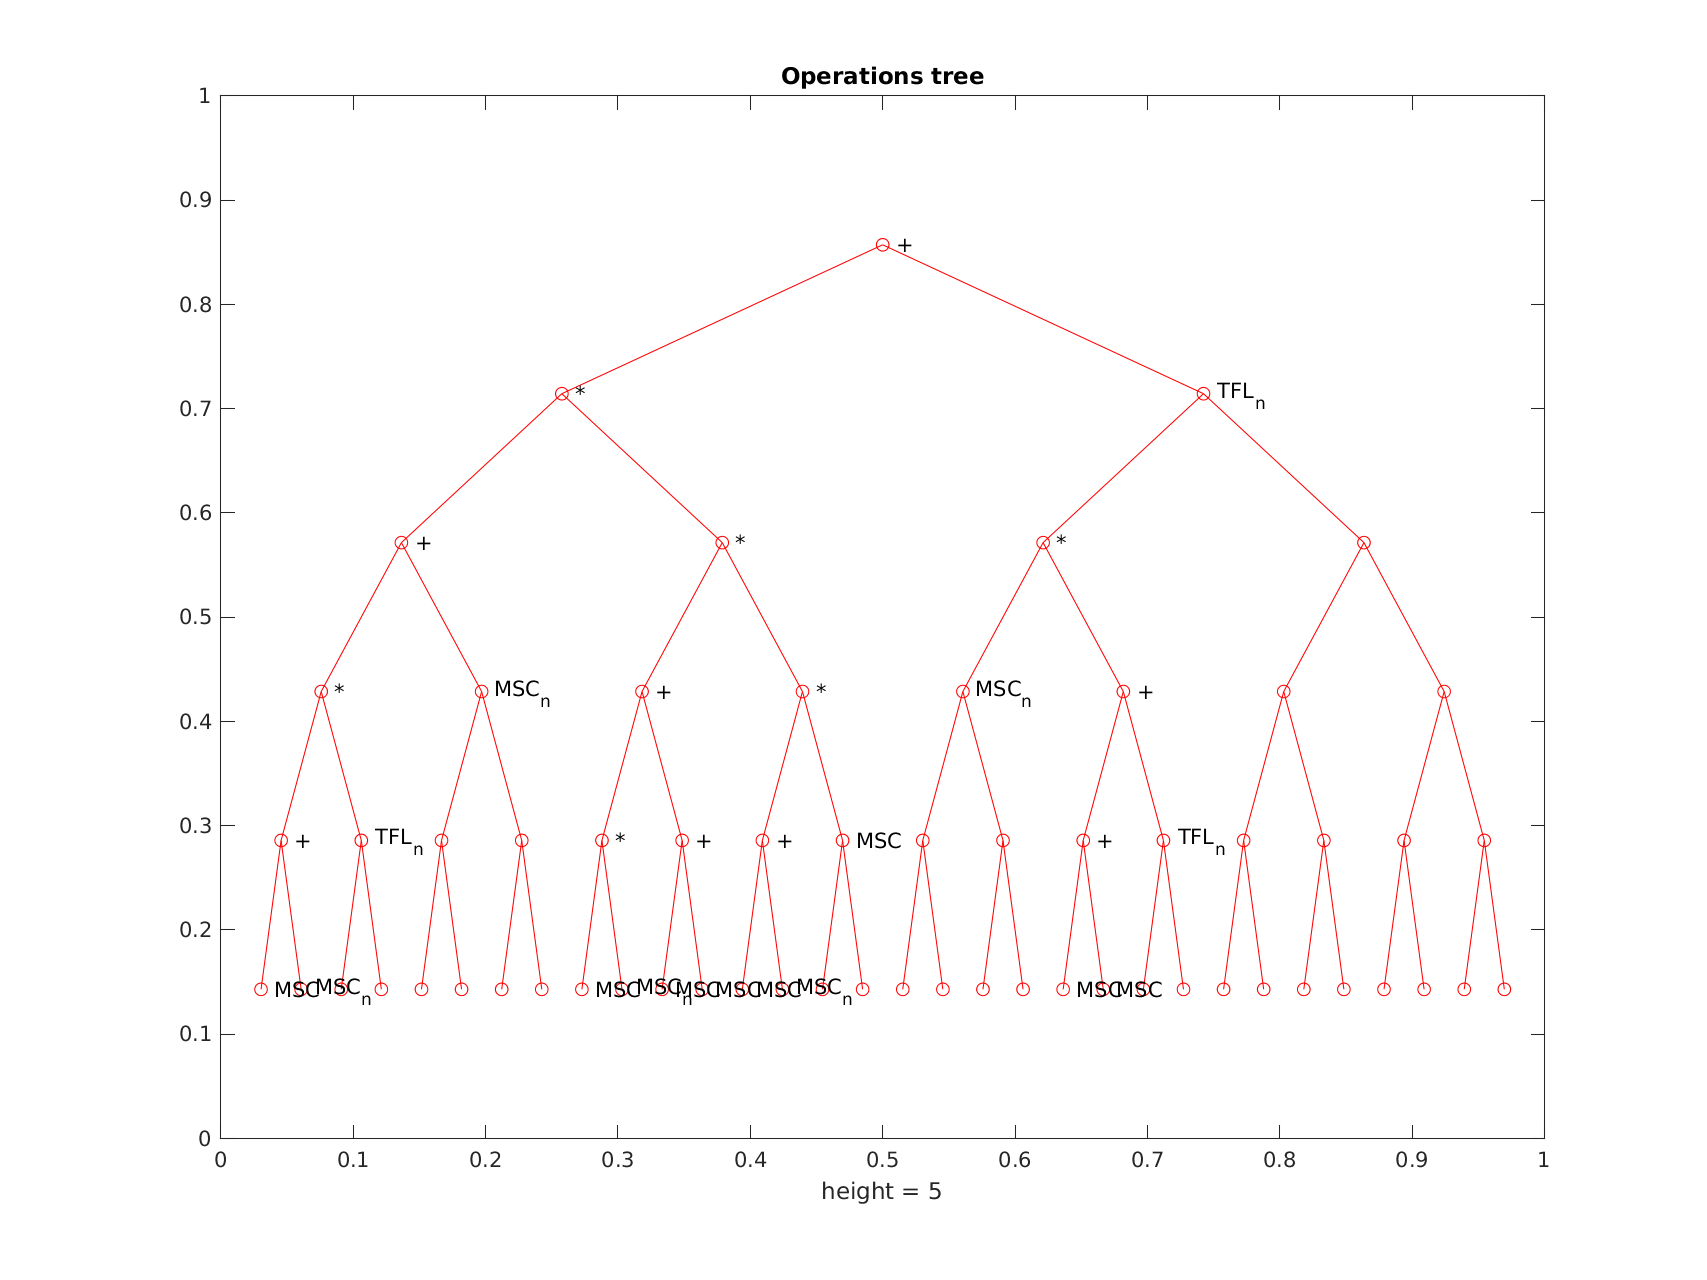 Operations tree
1
0.9
+
0.8
* TFL_n
0.7
0.6
+ * *
0.5
* MSC_n + * MSC_n +
0.4
0.3
+ TFL_n * + + MSC + TFL_n
0.2
MSC MSC_n MSC MSC_n MSC MSC MSC MSC_n MSC MSC
0.1
0
0 0.1 0.2 0.3 0.4 0.5 0.6 0.7 0.8 0.9 1
height = 5